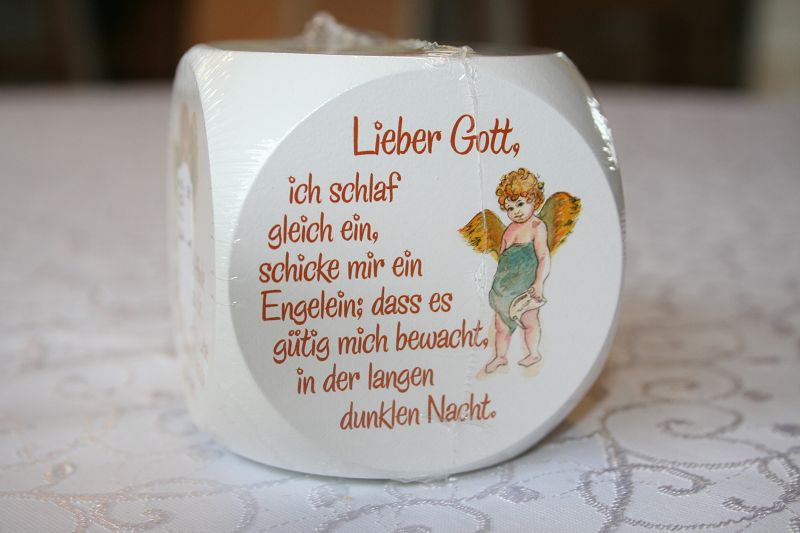 Lieber Gott,
ich schlaf
gleich ein,
schicke mir ein
Engelein; dass es
gütig mich bewacht,
in der langen
dunklen Nacht.